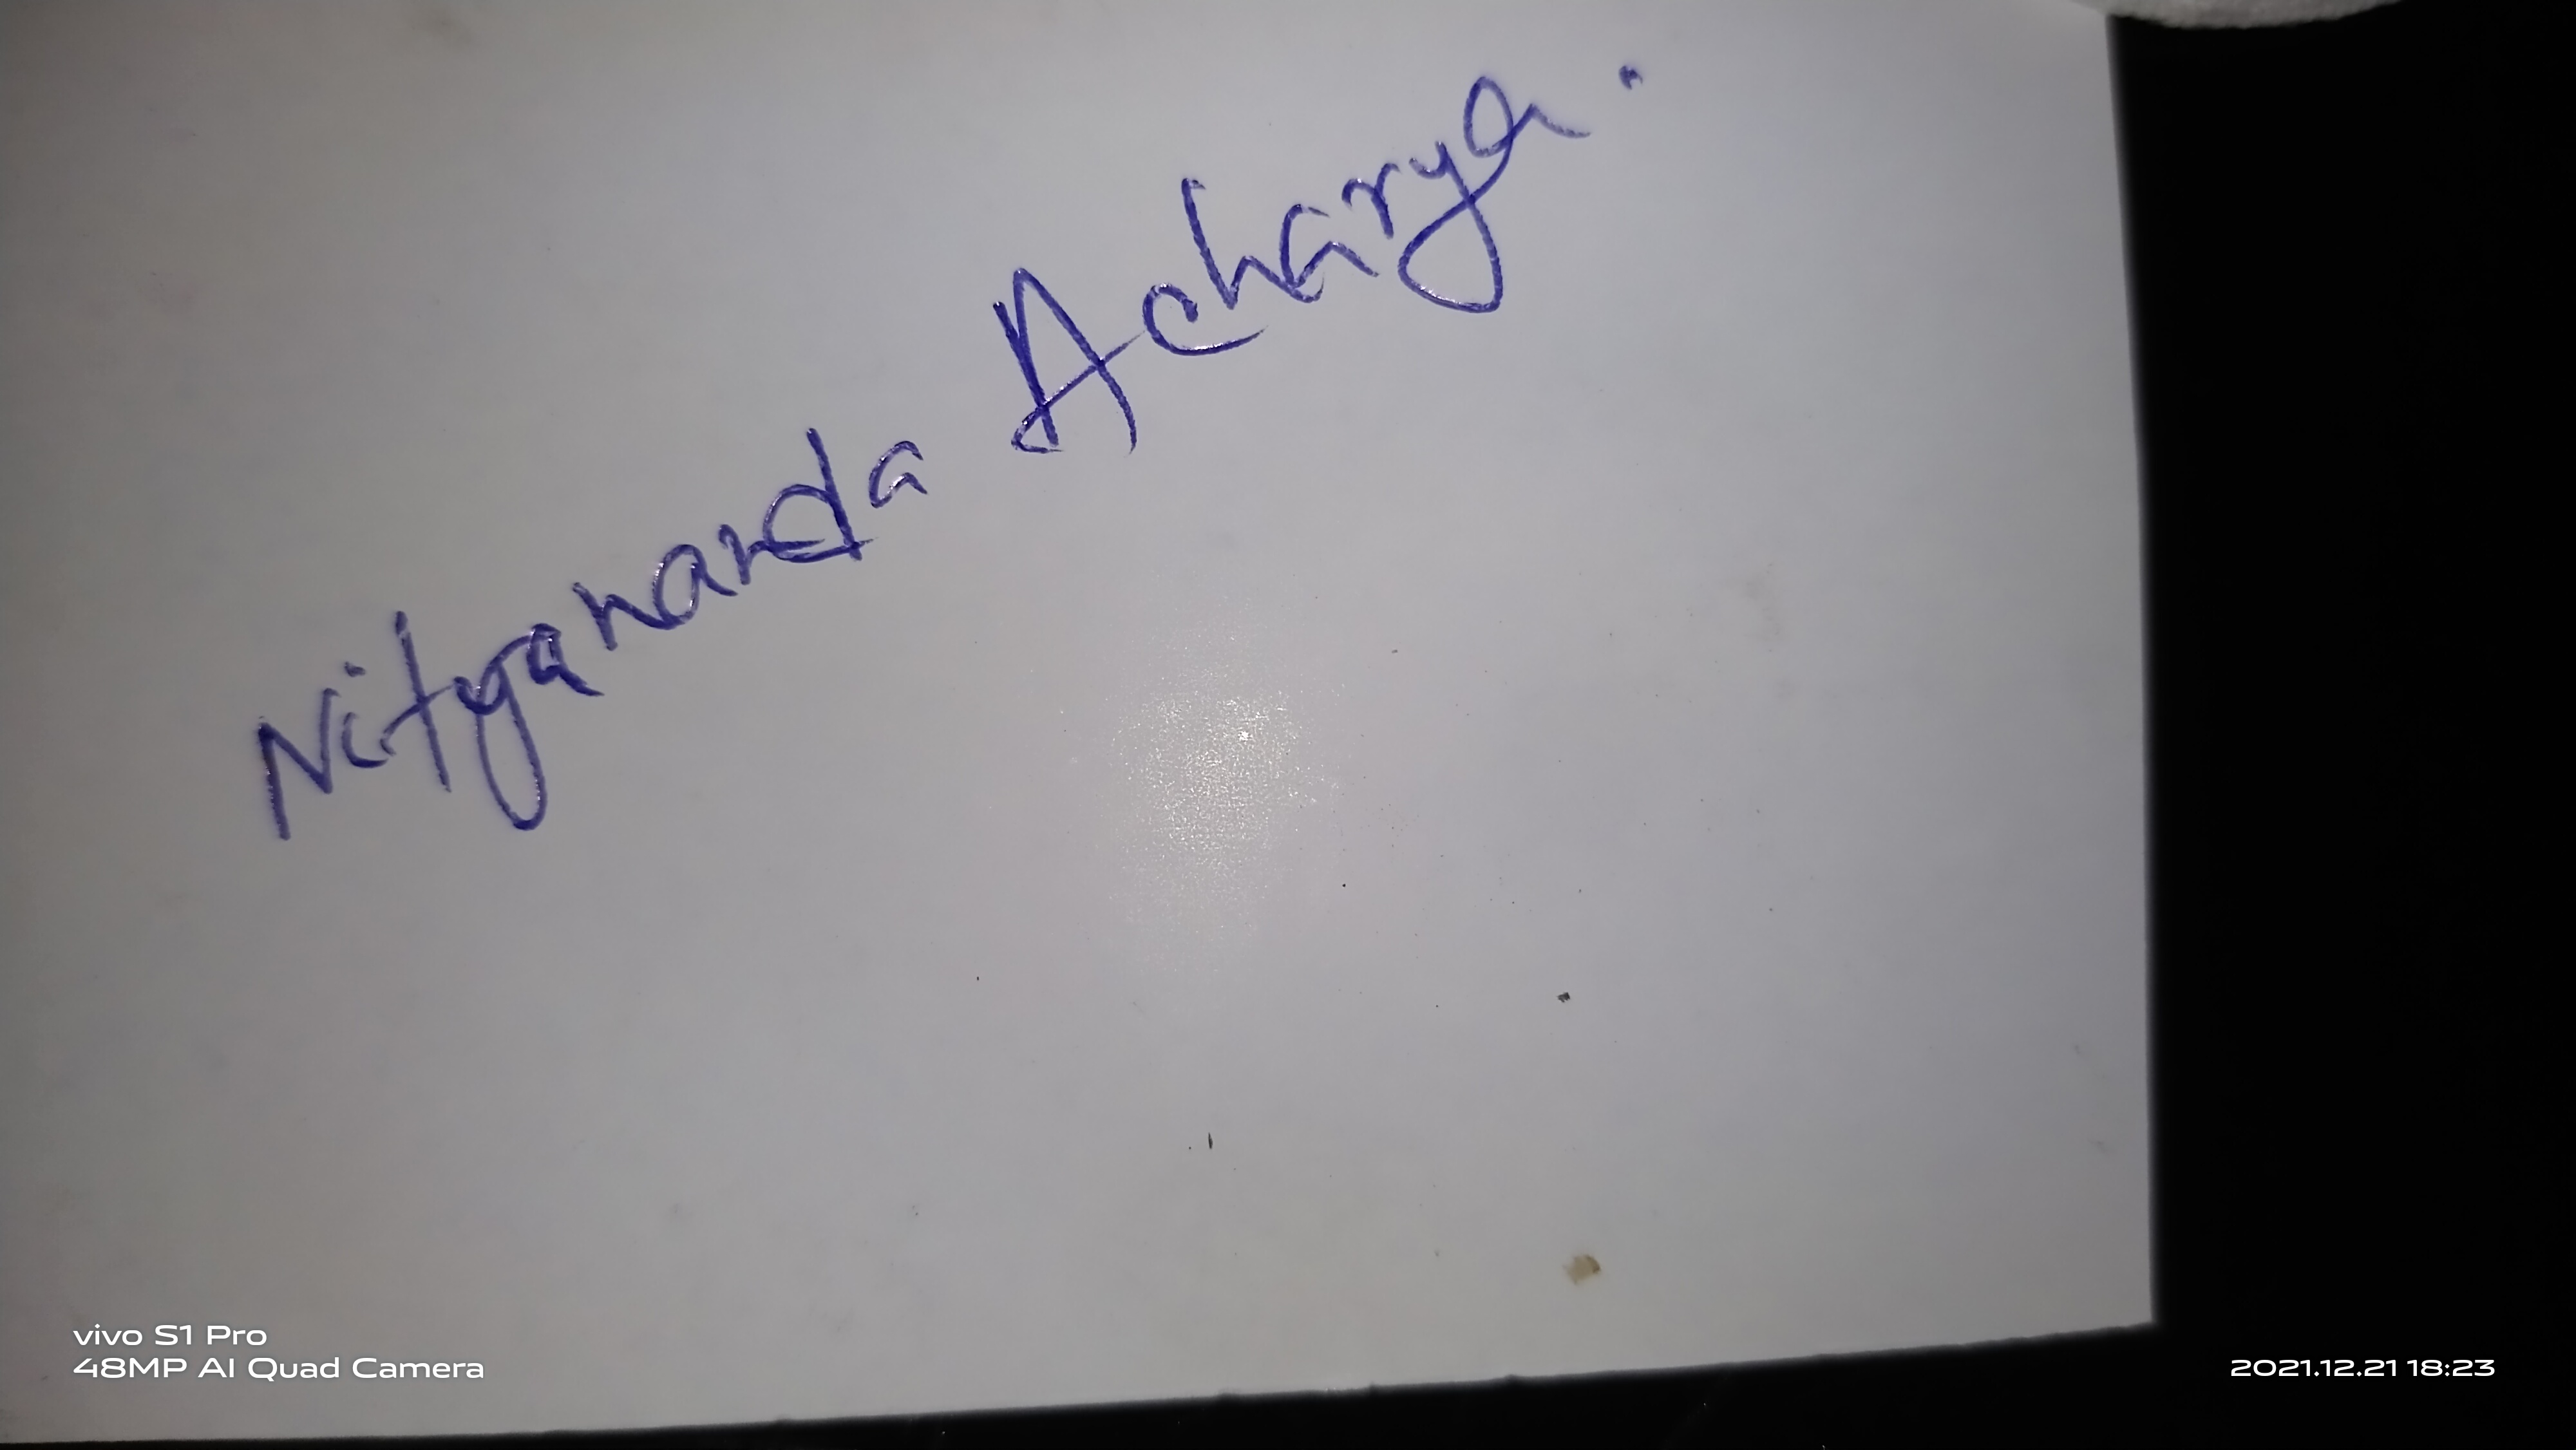 Nityananda Acharya.
vivo S1 Pro
48MP AI Quad Camera
2021.12.21 18:23